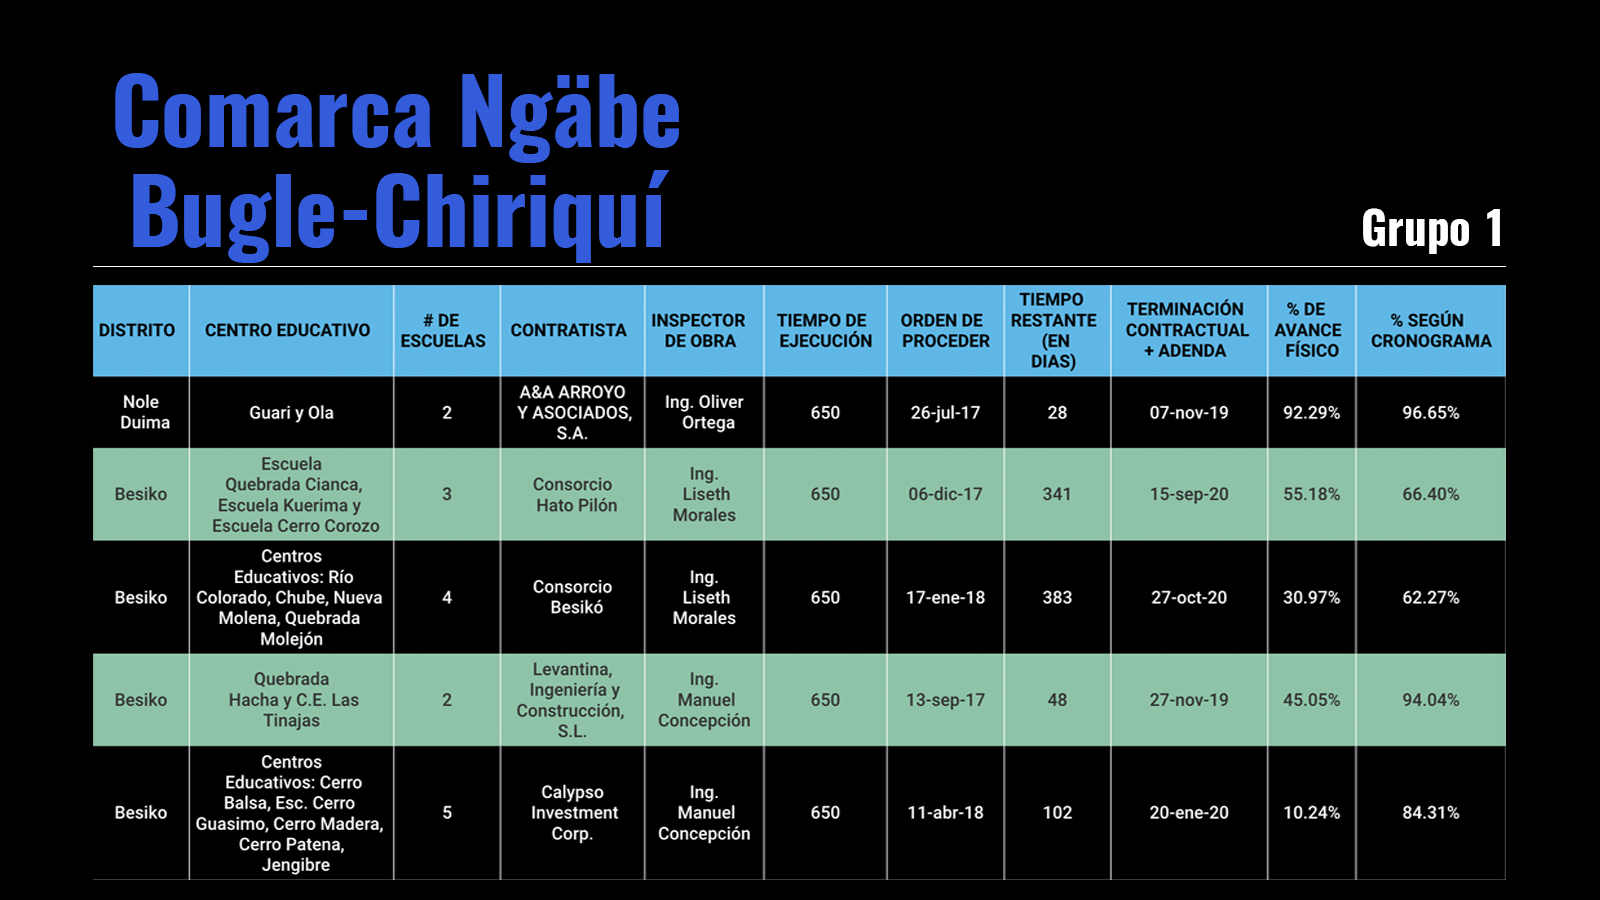 Comarca Ngäbe
Bugle-Chiriquí
Grupo 1
DISTRITO
CENTRO EDUCATIVO
# DE
ESCUELAS
CONTRATISTA
INSPECTOR
DE OBRA
TIEMPO DE
EJECUCIÓN
ORDEN DE
PROCEDER
TIEMPO
RESTANTE
(EN
DIAS)
TERMINACIÓN
CONTRACTUAL
+ ADENDA
% DE
AVANCE
FÍSICO
% SEGÚN
CRONOGRAMA
Nole
Duima
Guari y Ola
2
A&A ARROYO
Y ASOCIADOS,
S.A.
Ing. Oliver
Ortega
650
26-jul-17
28
07-nov-19
92.29%
96.65%
Besiko
Escuela
Quebrada Cianca,
Escuela Kuerima y
Escuela Cerro Corozo
3
Consorcio
Hato Pilón
Ing.
Liseth
Morales
650
06-dic-17
341
15-sep-20
55.18%
66.40%
Besiko
Centros
Educativos: Río
Colorado, Chube, Nueva
Molena, Quebrada
Molejón
4
Consorcio
Besikó
Ing.
Liseth
Morales
650
17-ene-18
383
27-oct-20
30.97%
62.27%
Besiko
Quebrada
Hacha y C.E. Las
Tinajas
2
Levantina,
Ingeniería y
Construcción,
S.L.
Ing.
Manuel
Concepción
650
13-sep-17
48
27-nov-19
45.05%
94.04%
Besiko
Centros
Educativos: Cerro
Balsa, Esc. Cerro
Guasimo, Cerro Madera,
Cerro Patena,
Jengibre
5
Calypso
Investment
Corp.
Ing.
Manuel
Concepción
650
11-abr-18
102
20-ene-20
10.24%
84.31%